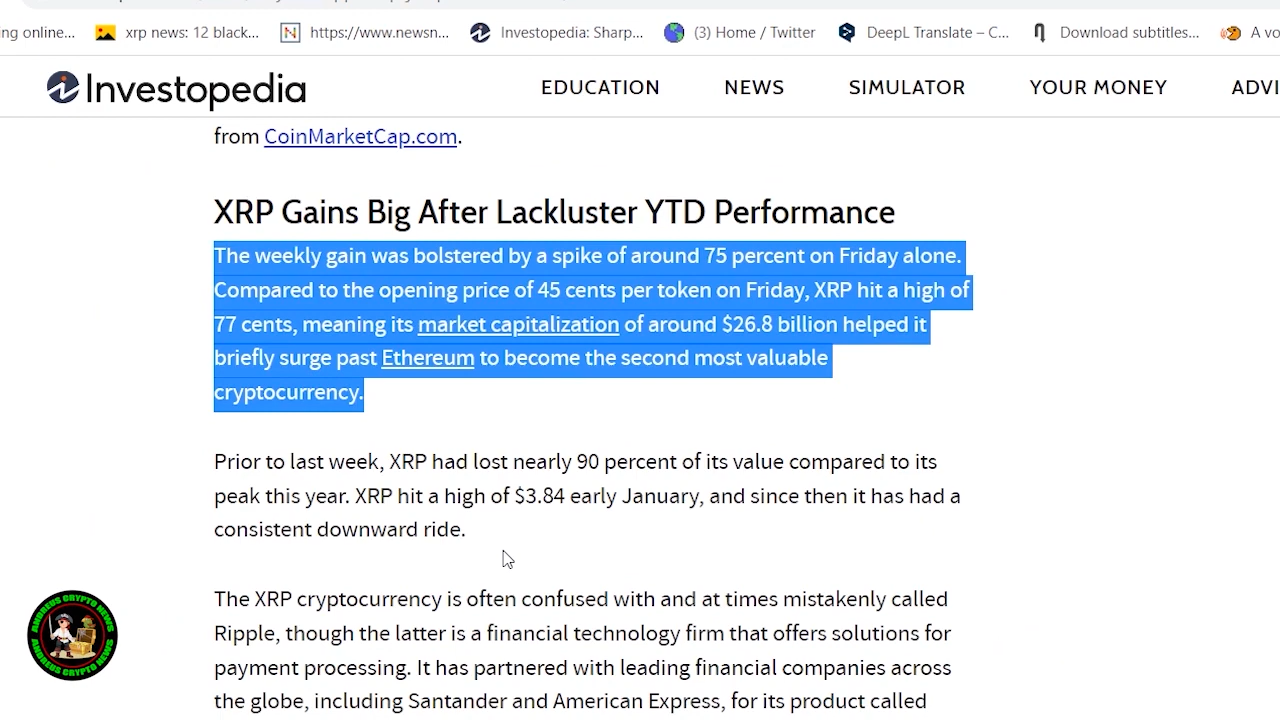 ng online...
xrp news: 12 black...
https://www.newsn...
Investopedia: Sharp...
(3) Home / Twitter
DeepL Translate – C...
Download subtitles...
A vo
Investopedia
EDUCATION
NEWS
SIMULATOR
YOUR MONEY
ADVI
from CoinMarketCap.com.
XRP Gains Big After Lackluster YTD Performance
The weekly gain was bolstered by a spike of around 75 percent on Friday alone.
Compared to the opening price of 45 cents per token on Friday, XRP hit a high of
77 cents, meaning its market capitalization of around $26.8 billion helped it
briefly surge past Ethereum to become the second most valuable
cryptocurrency.
Prior to last week, XRP had lost nearly 90 percent of its value compared to its
peak this year. XRP hit a high of $3.84 early January, and since then it has had a
consistent downward ride.
The XRP cryptocurrency is often confused with and at times mistakenly called
Ripple, though the latter is a financial technology firm that offers solutions for
payment processing. It has partnered with leading financial companies across
the globe, including Santander and American Express, for its product called
ANDREUS CRYPTO NEWS
ANDREUS CRYPTO NEWS